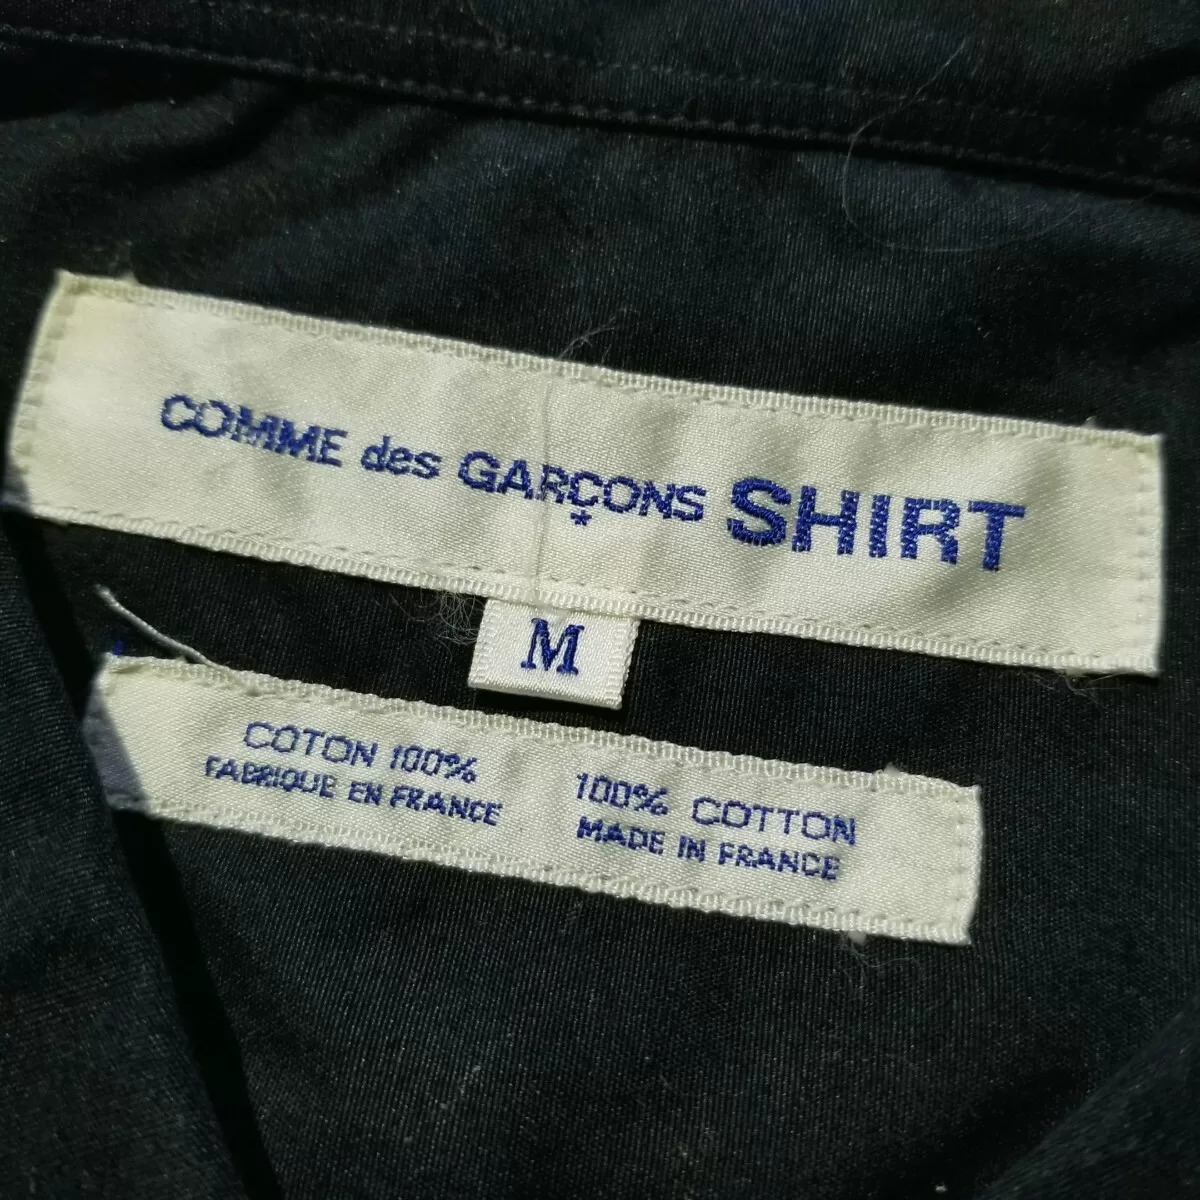 COMME des GARÇONS SHIRT
*
M
COTON 100%
FABRIQUE EN FRANCE
100% COTTON
MADE IN FRANCE